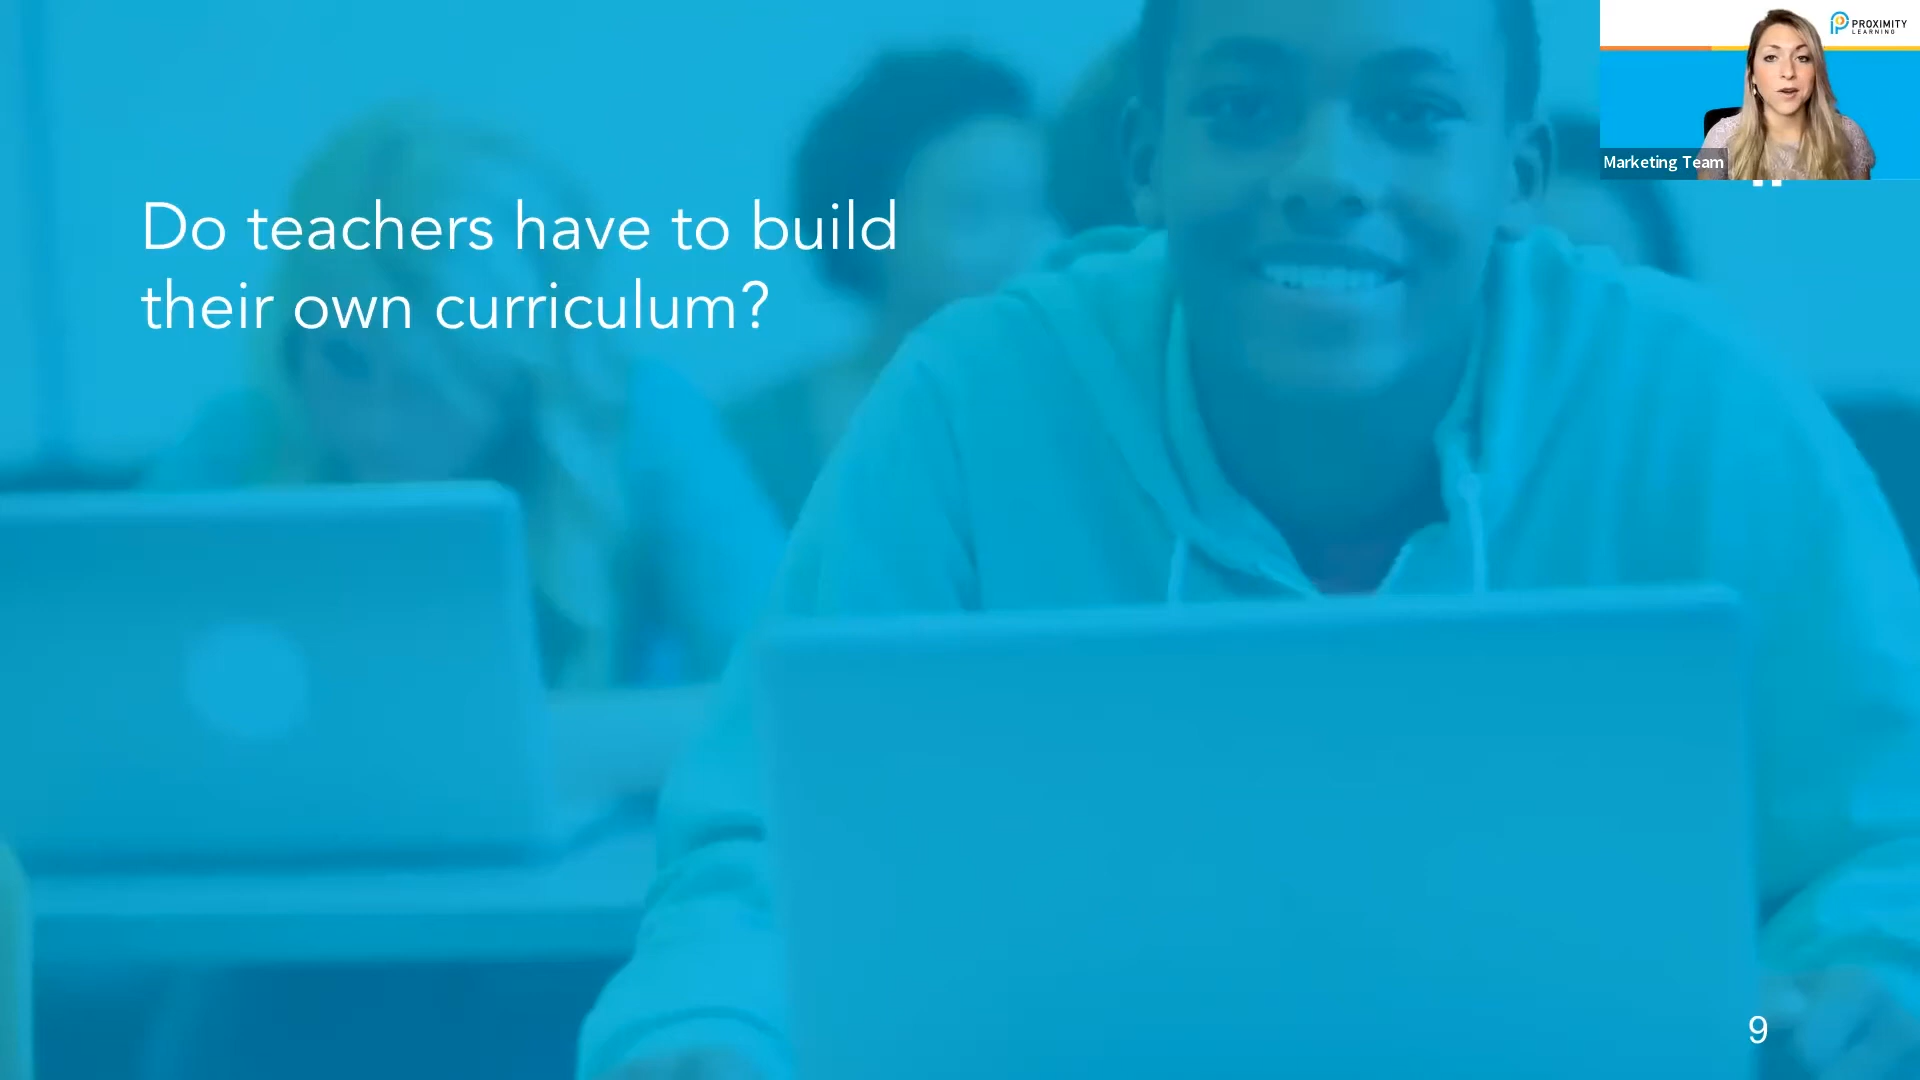 PROXIMITY
LEARNING
Marketing Team
Do teachers have to build
their own curriculum?
9